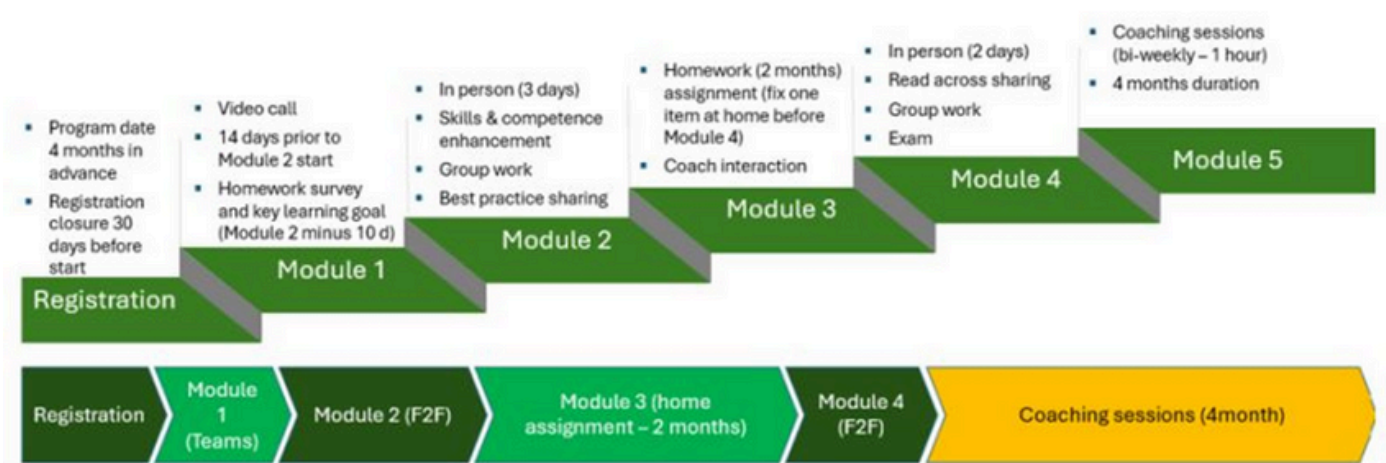 ▪ Program date
4 months in
advance
▪ Registration
closure 30
days before
start
Registration
▪ Video call
▪ 14 days prior to
Module 2 start
▪ Homework survey
and key learning goal
(Module 2 minus 10 d)
Module 1
▪ In person (3 days)
▪ Skills & competence
enhancement
▪ Group work
▪ Best practice sharing
Module 2
▪ Homework (2 months)
assignment (fix one
item at home before
Module 4)
▪ Coach interaction
Module 3
▪ In person (2 days)
▪ Read across sharing
▪ Group work
▪ Exam
Module 4
▪ Coaching sessions
(bi-weekly – 1 hour)
▪ 4 months duration
Module 5
Registration
Module
1
(Teams)
Module 2 (F2F)
Module 3 (home
assignment – 2 months)
Module 4
(F2F)
Coaching sessions (4month)